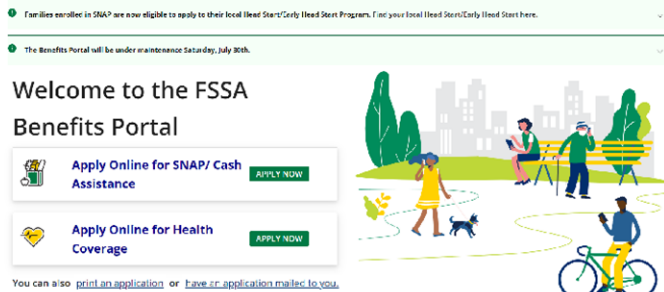 Families enrolled in SNAP are now eligible to apply to their local Head Start/Early Head Start Program. Find your local Head Start/Early Head Start here.
The Benefits Portal will be under maintenance Saturday, July 30th.
Welcome to the FSSA
Benefits Portal
Apply Online for SNAP/ Cash
Assistance
APPLY NOW
Apply Online for Health
Coverage
APPLY NOW
You can also print an application or have an application mailed to you.